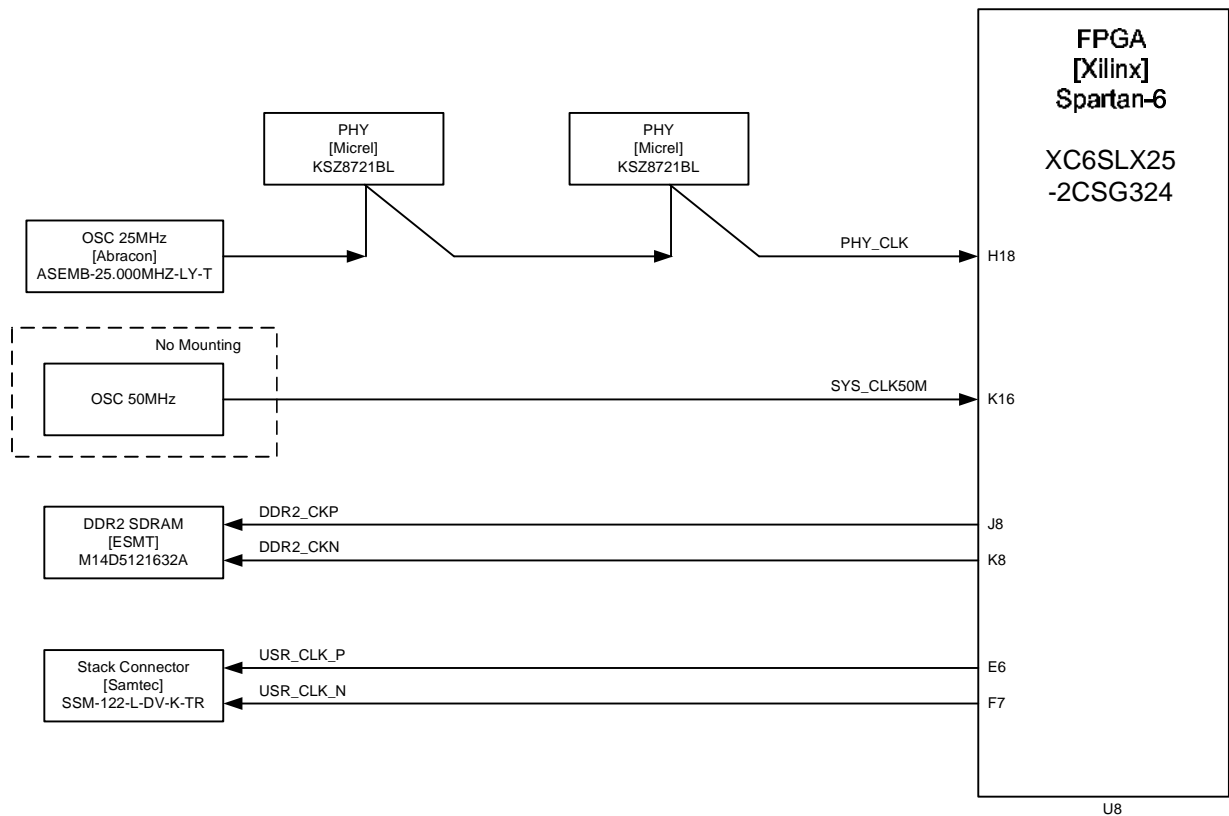 FPGA
[Xilinx]
Spartan-6
XC6SLX25
-2CSG324
PHY
[Micrel]
KSZ8721BL
PHY
[Micrel]
KSZ8721BL
OSC 25MHz
[Abracon]
ASEMB-25.000MHZ-LY-T
PHY_CLK
H18
No Mounting
OSC 50MHz
SYS_CLK50M
K16
DDR2 SDRAM
[ESMT]
M14D5121632A
DDR2_CKP
J8
DDR2_CKN
K8
Stack Connector
[Samtec]
SSM-122-L-DV-K-TR
USR_CLK_P
E6
USR_CLK_N
F7
U8